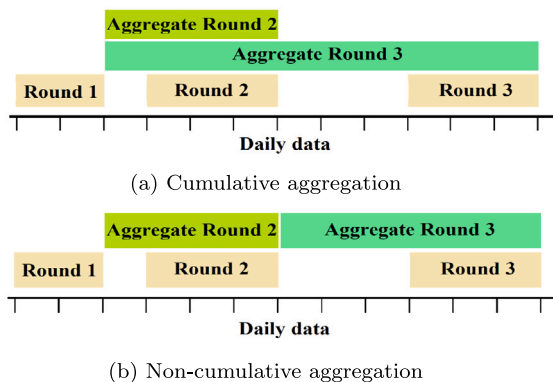 Aggregate Round 2
Aggregate Round 3
Round 1
Round 2
Round 3
Daily data
(a) Cumulative aggregation
Aggregate Round 2
Aggregate Round 3
Round 1
Round 2
Round 3
Daily data
(b) Non-cumulative aggregation